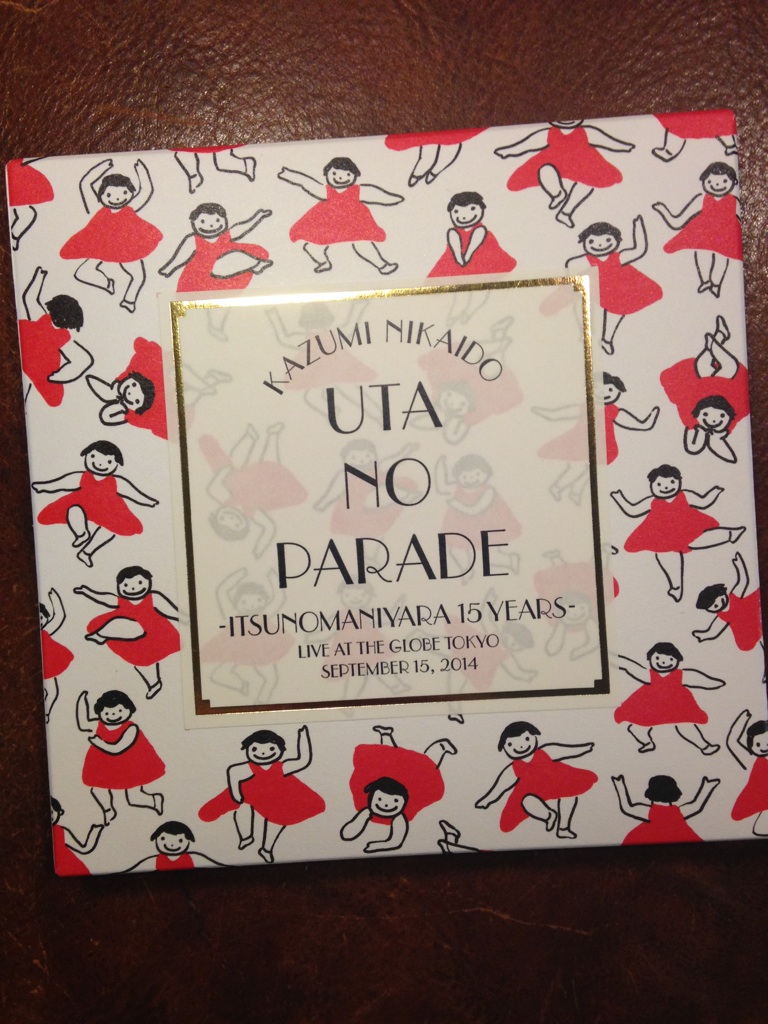 KAZUMI NIKAIDO
UTA
NO
PARADE
-ITSUNOMANIYARA 15 YEARS-
LIVE AT THE GLOBE TOKYO
SEPTEMBER 15, 2014